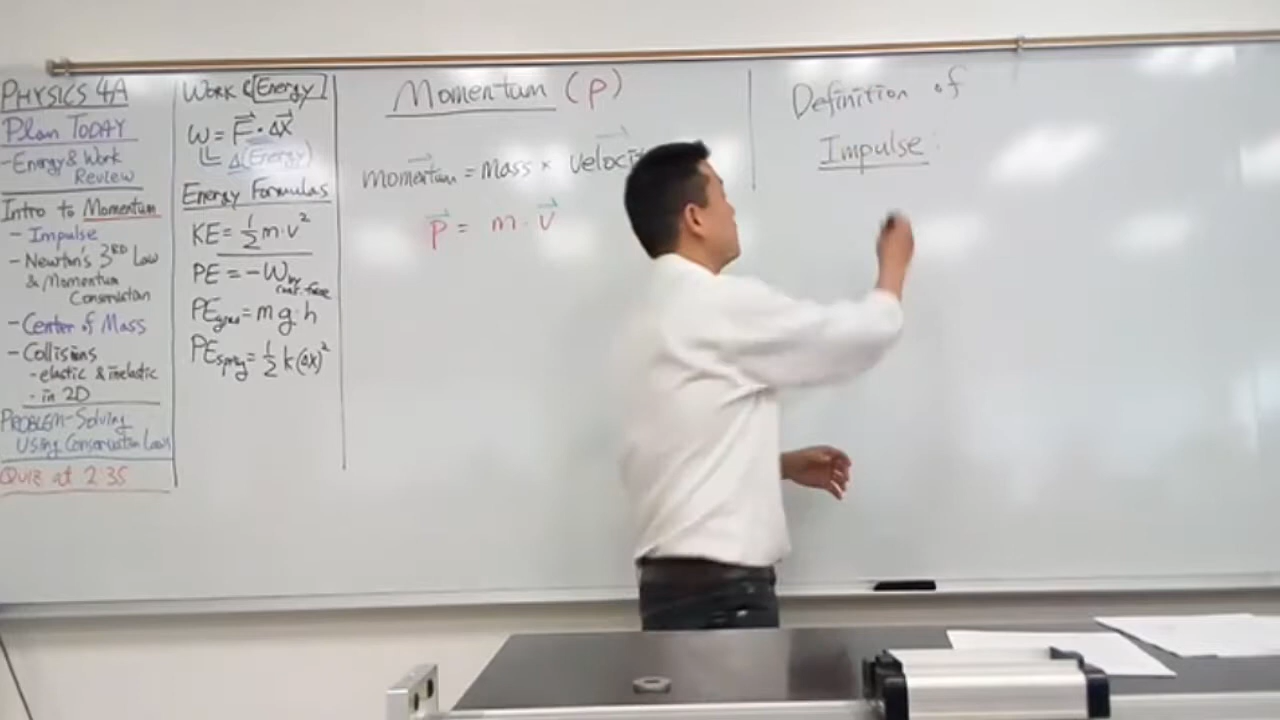 PHYSICS 4A
Plan TODAY
- Energy & Work
Review
Intro to Momentum
- Impulse
- Newton's 3RD Law
& Momentum
Conservation
- Center of Mass
- Collisions
- elastic & inelastic
- in 2D
PROBLEM-Solving
Using Conservation Laws
QUIZ at 2:35
WORK & Energy
W = F · ΔX
Δ(Energy)
Energy Formulas
KE = 1/2 m·v²
PE = -W by
cons. force
PE grav = m g · h
PE spring = 1/2 k(Δx)²
Momentum (P)
momentum = Mass × Veloci
P = m · V
Definition of
Impulse: